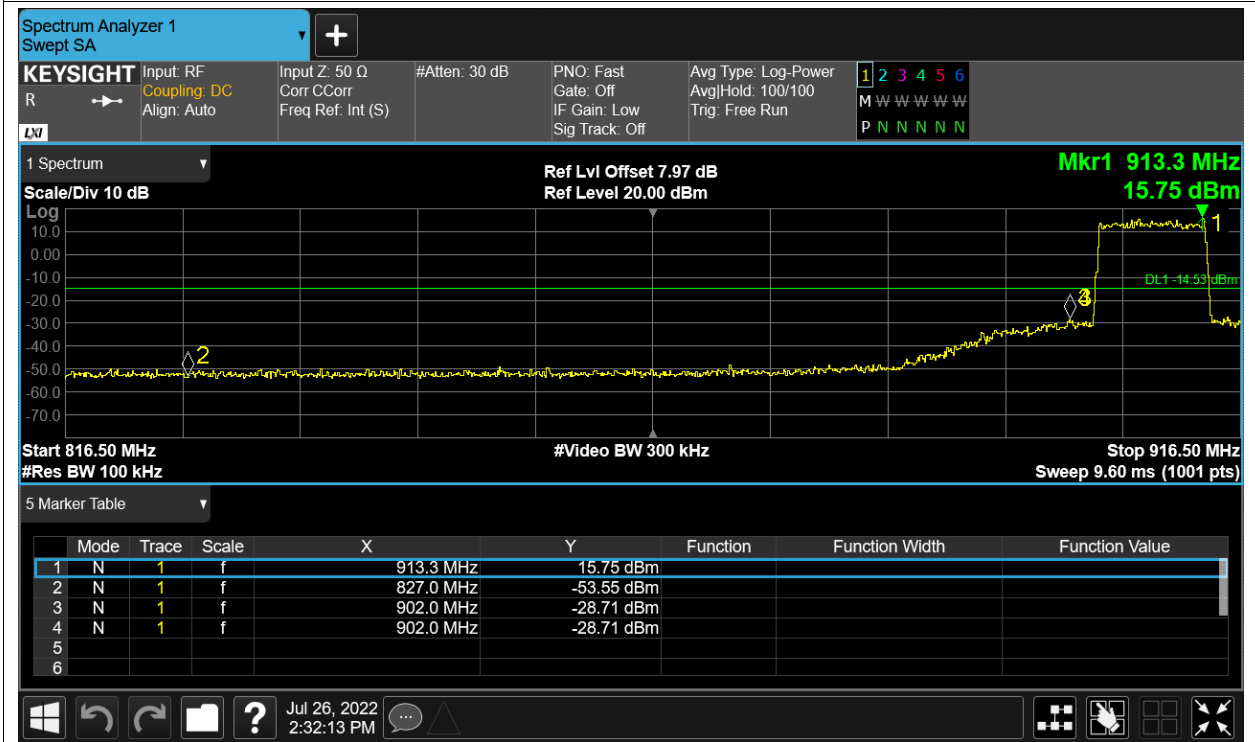 Spectrum Analyzer 1
Swept SA
+
KEYSIGHT
R
LXI
Input: RF
Coupling: DC
Align: Auto
Input Z: 50 Ω
Corr CCorr
Freq Ref: Int (S)
#Atten: 30 dB
PNO: Fast
Gate: Off
IF Gain: Low
Sig Track: Off
Avg Type: Log-Power
Avg|Hold: 100/100
Trig: Free Run
1 2 3 4 5 6
M W W W W W
P N N N N N
1 Spectrum
Scale/Div 10 dB
Ref Lvl Offset 7.97 dB
Ref Level 20.00 dBm
Mkr1 913.3 MHz
15.75 dBm
Log
10.0
0.00
-10.0
-20.0
-30.0
-40.0
-50.0
-60.0
-70.0
1
DL1 -14.53 dBm
2
Start 816.50 MHz
#Res BW 100 kHz
#Video BW 300 kHz
Stop 916.50 MHz
Sweep 9.60 ms (1001 pts)
5 Marker Table
Mode Trace Scale X Y Function Function Width Function Value
1 N 1 f 913.3 MHz 15.75 dBm
2 N 1 f 827.0 MHz -53.55 dBm
3 N 1 f 902.0 MHz -28.71 dBm
4 N 1 f 902.0 MHz -28.71 dBm
5
6
?
Jul 26, 2022
2:32:13 PM